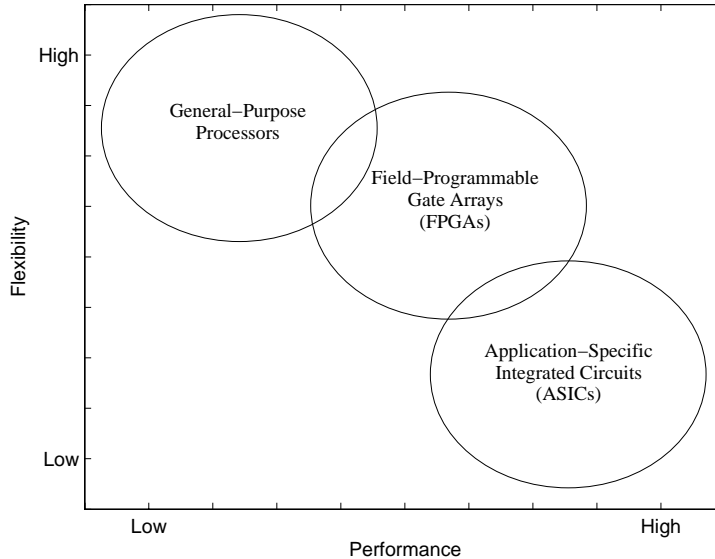 High
General−Purpose
Processors
Field−Programmable
Gate Arrays
(FPGAs)
Flexibility
Application−Specific
Integrated Circuits
(ASICs)
Low
Low
High
Performance